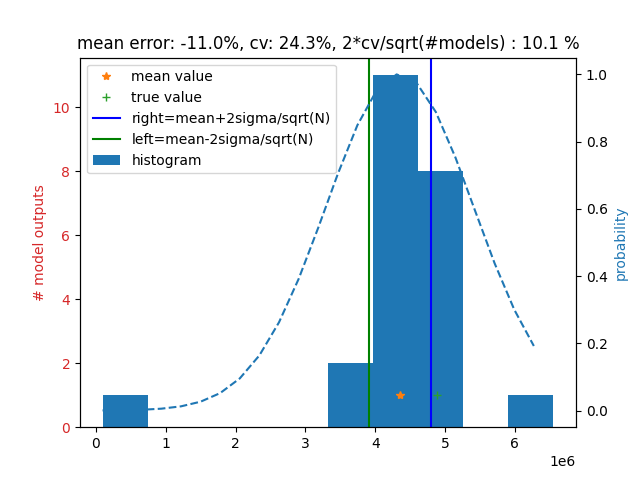 mean error: -11.0%, cv: 24.3%, 2*cv/sqrt(#models) : 10.1 %
mean value
true value
right=mean+2sigma/sqrt(N)
left=mean-2sigma/sqrt(N)
histogram
# model outputs
0
2
4
6
8
10
probability
0.0
0.2
0.4
0.6
0.8
1.0
0
1
2
3
4
5
6
1e6